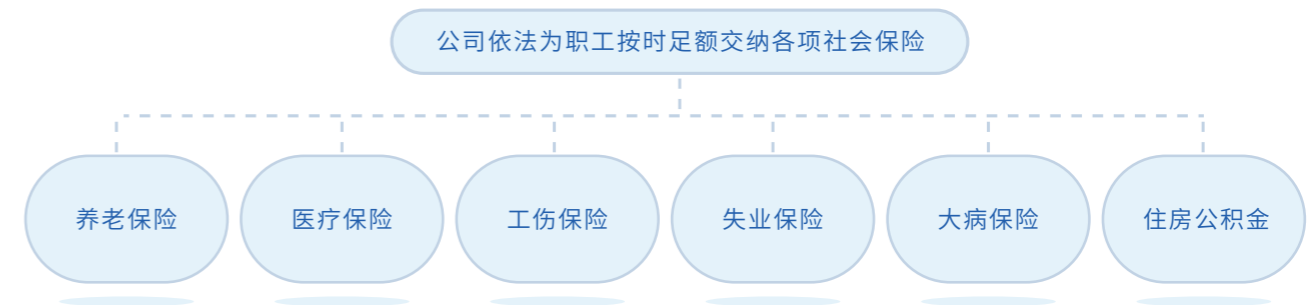 公司依法为职工按时足额交纳各项社会保险
养老保险
医疗保险
工伤保险
失业保险
大病保险
住房公积金